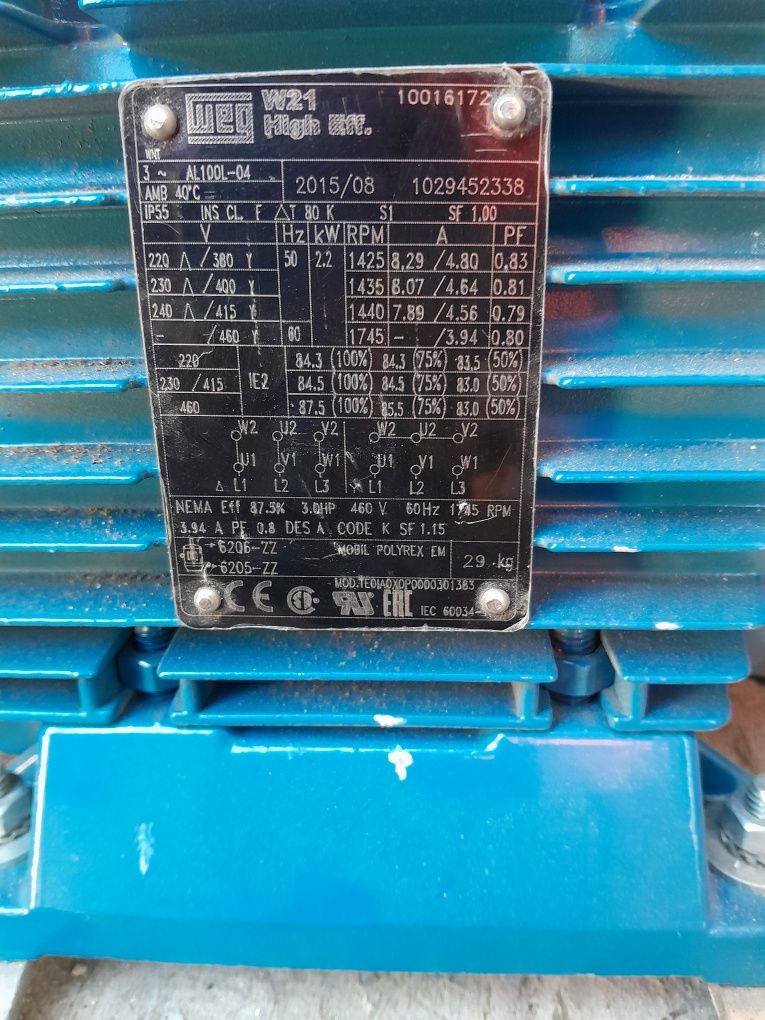 WEG W21 10016172
High Eff.
WNT
3 ~ AL100L-04
AMB 40°C 2015/08 1029452338
IP55 INS CL. F △T 80 K S1 SF 1.00
V Hz kW RPM A PF
220 △/380 Y 50 2.2 1425 8.29 /4.80 0.83
230 △/400 Y 1435 8.07 /4.64 0.81
240 △/415 Y 1440 7.89 /4.56 0.79
- /460 Y 60 1745 - /3.94 0.80
220 84.3 (100%) 84.3 (75%) 83.5 (50%)
230 /415 IE2 84.5 (100%) 84.5 (75%) 83.0 (50%)
460 87.5 (100%) 85.5 (75%) 83.0 (50%)
W2 U2 V2 W2 U2 V2
U1 V1 W1 U1 V1 W1
△ L1 L2 L3 Y L1 L2 L3
NEMA Eff 87.5% 3.0HP 460 V 60Hz 1745 RPM
3.94 A PF 0.8 DES A CODE K SF 1.15
6206-ZZ MOBIL POLYREX EM
6205-ZZ 29 kg
MOD.TE01A0X0P0000301383
CE EAC IEC 60034-